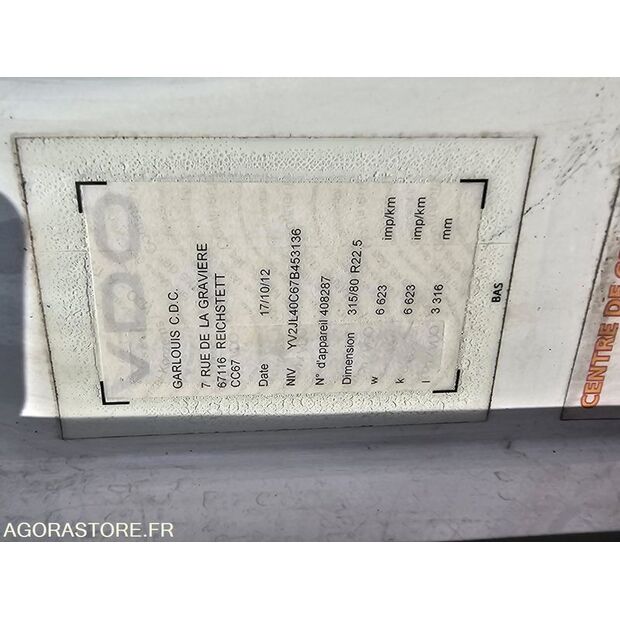 VDO
GARLOUIS C.D.C.
7 RUE DE LA GRAVIERE
67116 REICHSTETT
CC67
Date 17/10/12
NIV YV2JL40C67B453136
N° d'appareil 408287
Dimension 315/80 R22.5
w 6 623 imp/km
k 6 623 imp/km
l 3 316 mm
BAS
CENTRE DE
AGORASTORE.FR